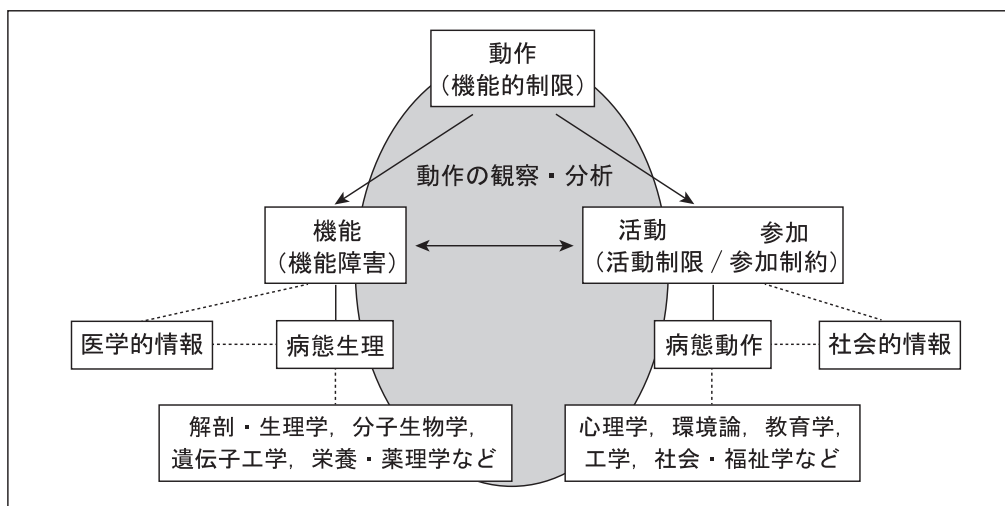 動作
(機能的制限)
動作の観察・分析
機能
(機能障害)
活動 参加
(活動制限 / 参加制約)
医学的情報
病態生理
病態動作
社会的情報
解剖・生理学, 分子生物学,
遺伝子工学, 栄養・薬理学など
心理学, 環境論, 教育学,
工学, 社会・福祉学など